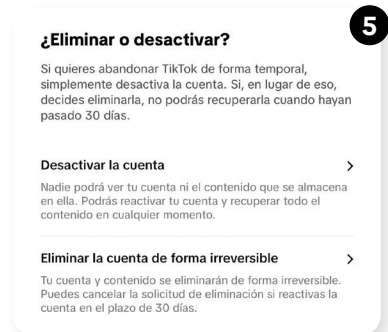 5
¿Eliminar o desactivar?
Si quieres abandonar TikTok de forma temporal,
simplemente desactiva la cuenta. Si, en lugar de eso,
decides eliminarla, no podrás recuperarla cuando hayan
pasado 30 días.
Desactivar la cuenta
Nadie podrá ver tu cuenta ni el contenido que se almacena
en ella. Podrás reactivar tu cuenta y recuperar todo el
contenido en cualquier momento.
Eliminar la cuenta de forma irreversible
Tu cuenta y contenido se eliminarán de forma irreversible.
Puedes cancelar la solicitud de eliminación si reactivas la
cuenta en el plazo de 30 días.